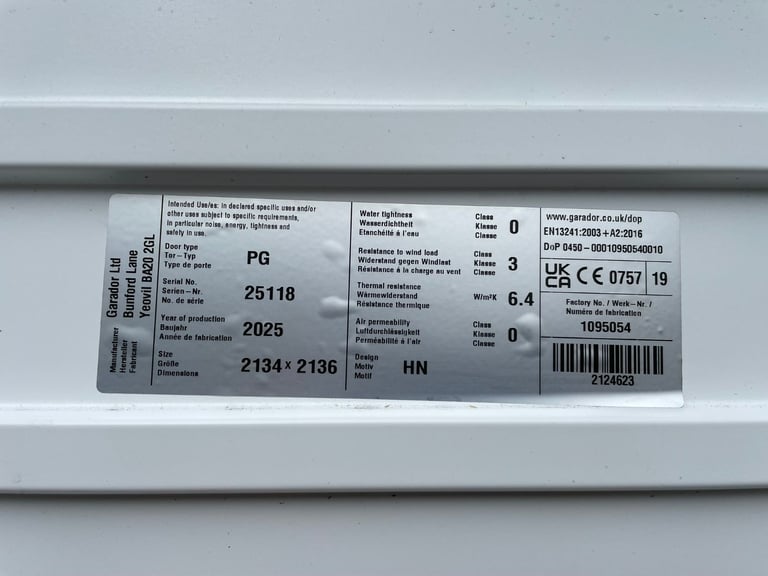 Manufacturer
Hersteller
Fabricant
Garador Ltd
Bunford Lane
Yeovil BA20 2GL
Intended Use/es: in declared specific uses and/or
other uses subject to specific requirements,
in particular noise, energy, tightness and
safety in use.
Door type
Tor-Typ
Type de porte
PG
Serial No.
Serien-Nr.
No. de série
25118
Year of production
Baujahr
Année de fabrication
2025
Size
Größe
Dimensions
2134 x 2136
Water tightness
Wasserdichtheit
Etanchéité à l'eau
Class
Klasse
Classe
0
Resistance to wind load
Widerstand gegen Windlast
Résistance à la charge au vent
Class
Klasse
Classe
3
Thermal resistance
Wärmewiderstand
Résistance thermique
W/m²K
6.4
Air permeability
Luftdurchlässigkeit
Perméabilité à l'air
Class
Klasse
Classe
0
Design
Motiv
Motif
HN
www.garador.co.uk/dop
EN13241:2003+A2:2016
DoP 0450-00010950540010
UK
CA
CE 0757
19
Factory No. / Werk-Nr. /
Numéro de fabrication
1095054
2124623